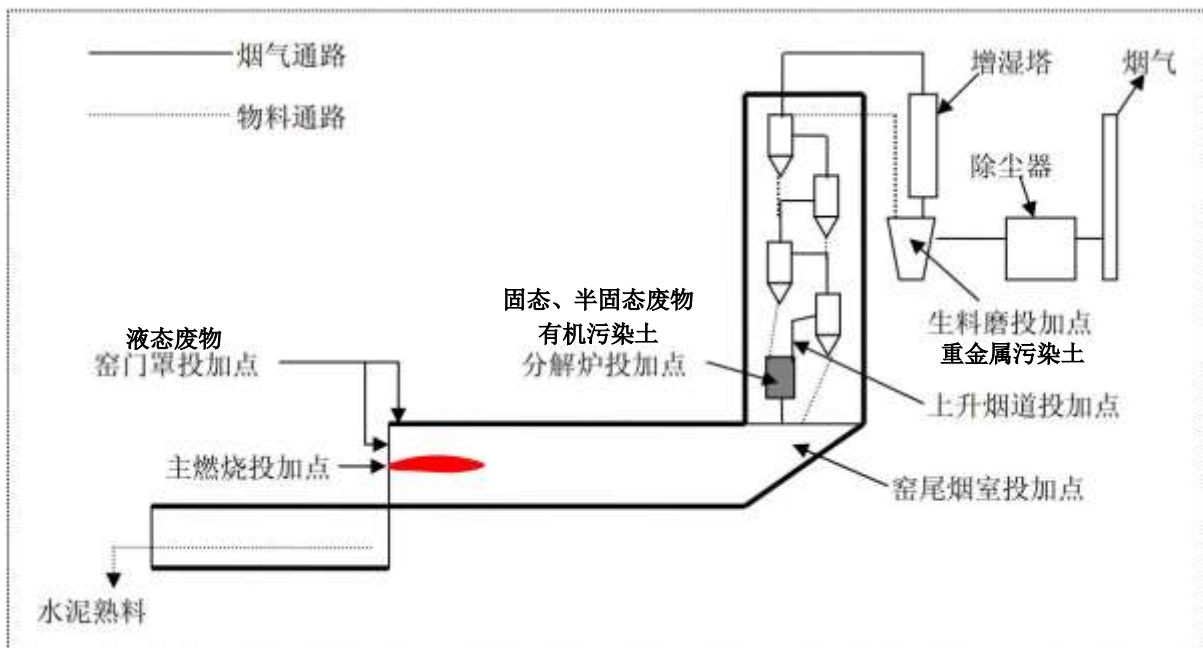 烟气通路
物料通路
增湿塔
烟气
除尘器
固态、半固态废物
有机污染土
分解炉投加点
液态废物
窑门罩投加点
生料磨投加点
重金属污染土
上升烟道投加点
主燃烧投加点
窑尾烟室投加点
水泥熟料